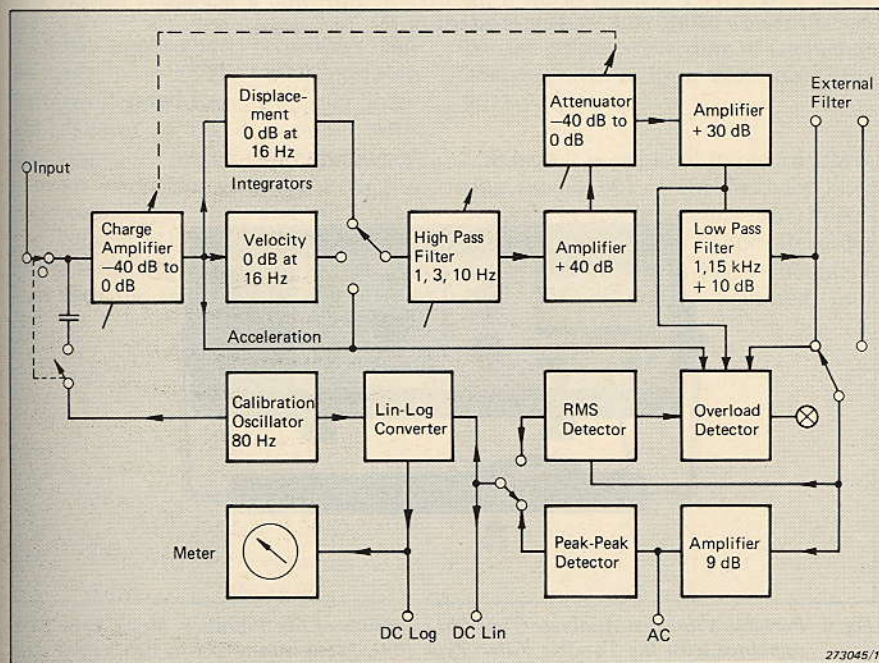 Displace-
ment
0 dB at
16 Hz
Attenuator
−40 dB to
0 dB
Amplifier
+ 30 dB
External
Filter
Input
Integrators
Charge
Amplifier
−40 dB to
0 dB
Velocity
0 dB at
16 Hz
High Pass
Filter
1, 3, 10 Hz
Amplifier
+ 40 dB
Low Pass
Filter
1,15 kHz
+ 10 dB
Acceleration
Calibration
Oscillator
80 Hz
Lin-Log
Converter
RMS
Detector
Overload
Detector
Meter
Peak-Peak
Detector
Amplifier
9 dB
DC Log
DC Lin
AC
273045/1